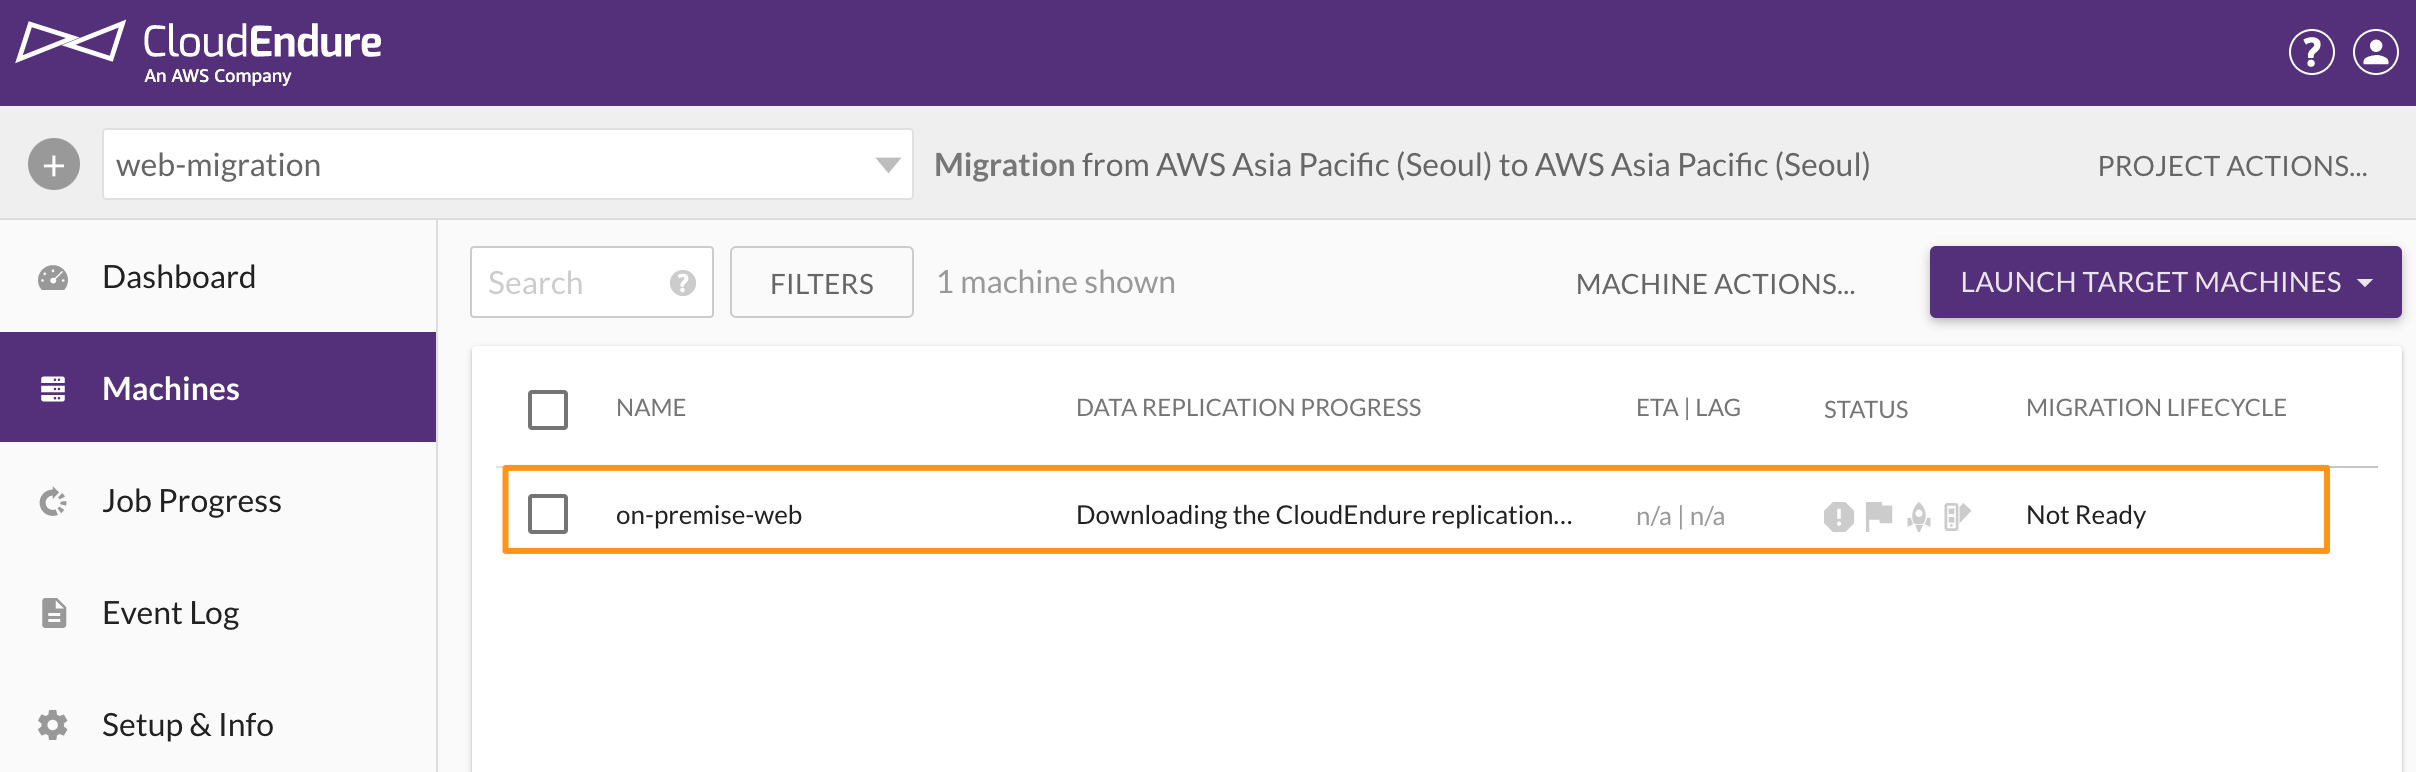 CloudEndure
An AWS Company
web-migration
Migration from AWS Asia Pacific (Seoul) to AWS Asia Pacific (Seoul)
PROJECT ACTIONS...
Dashboard
Machines
Job Progress
Event Log
Setup & Info
Search
FILTERS
1 machine shown
MACHINE ACTIONS...
LAUNCH TARGET MACHINES
NAME DATA REPLICATION PROGRESS ETA | LAG STATUS MIGRATION LIFECYCLE
on-premise-web Downloading the CloudEndure replication... n/a | n/a Not Ready